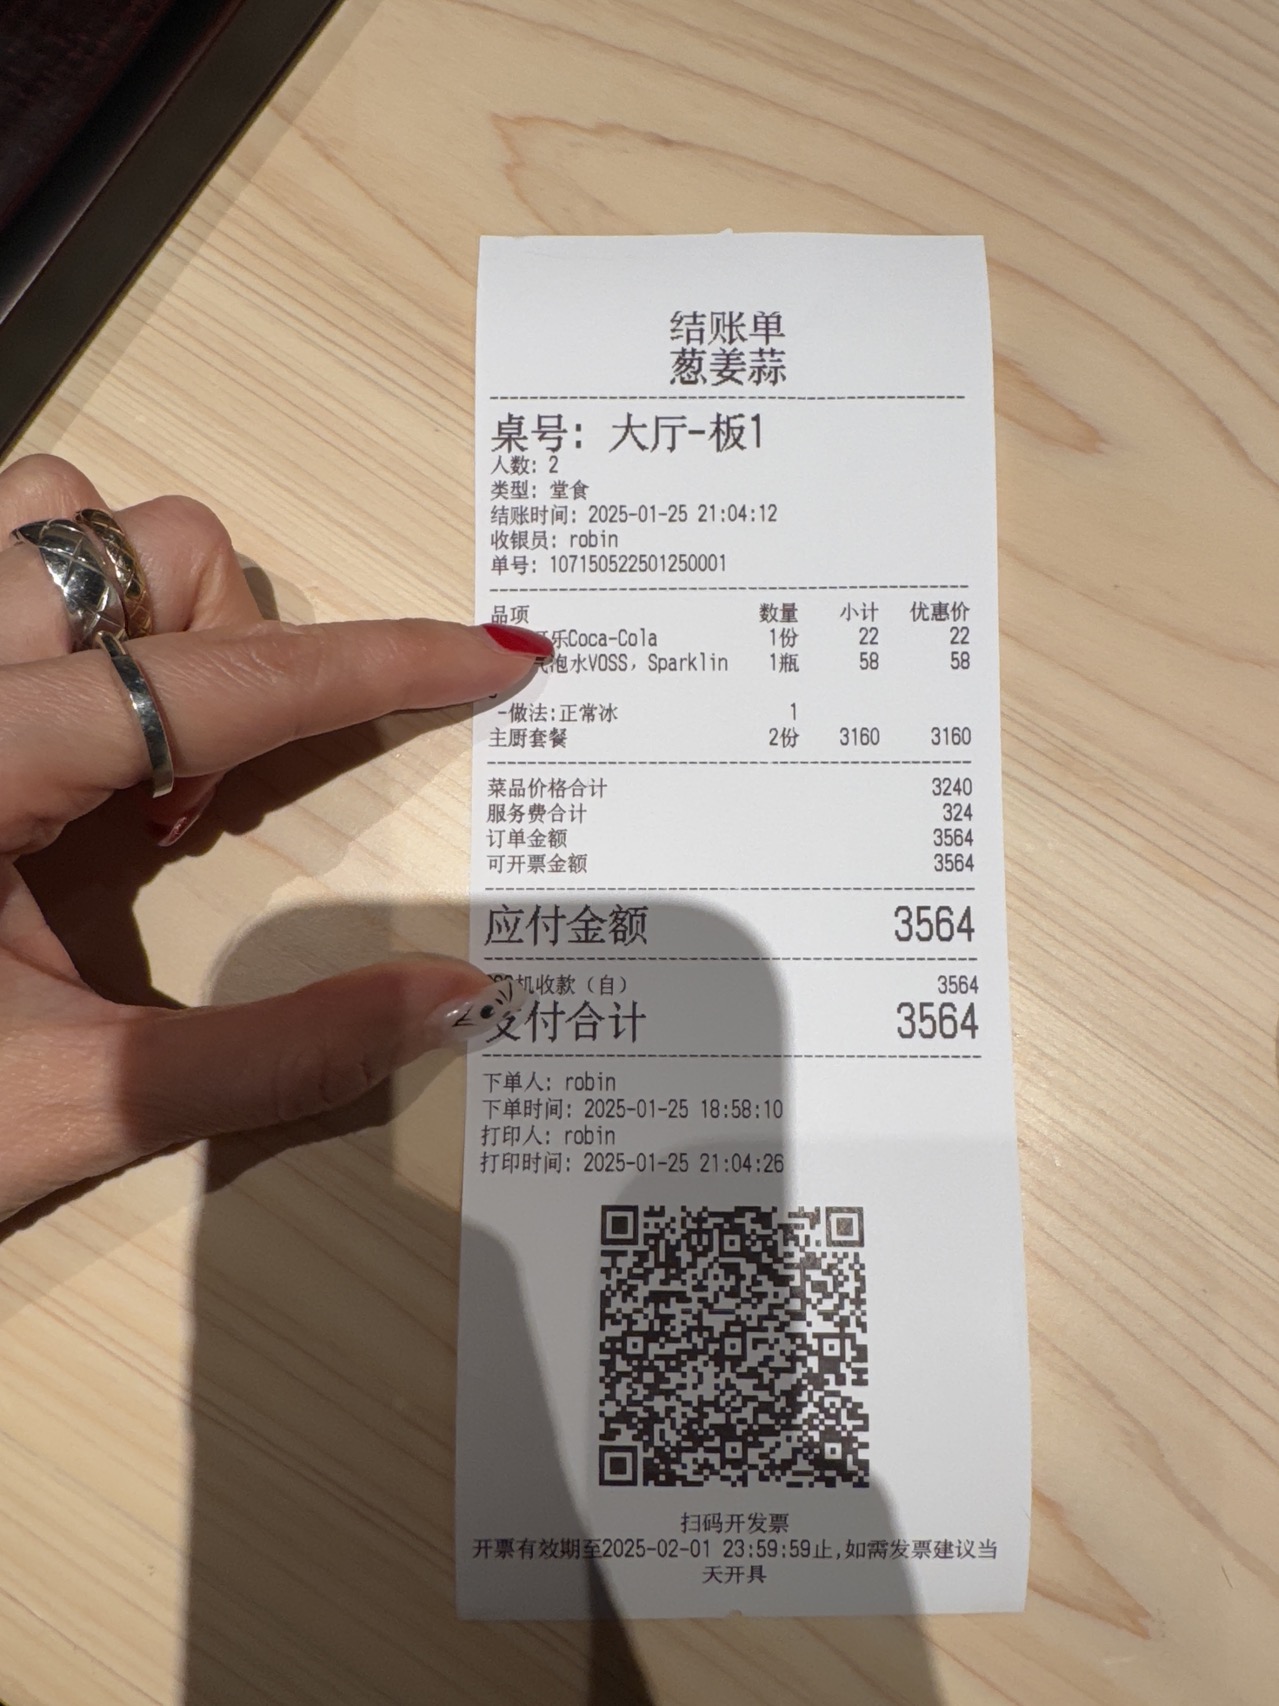 结账单
葱姜蒜
桌号: 大厅-板1
人数: 2
类型: 堂食
结账时间: 2025-01-25 21:04:12
收银员: robin
单号: 107150522501250001
品项 数量 小计 优惠价
乐Coca-Cola 1份 22 22
泡水VOSS, Sparklin 1瓶 58 58
-做法:正常冰 1
主厨套餐 2份 3160 3160
菜品价格合计 3240
服务费合计 324
订单金额 3564
可开票金额 3564
应付金额 3564
机收款（自） 3564
付合计 3564
下单人: robin
下单时间: 2025-01-25 18:58:10
打印人: robin
打印时间: 2025-01-25 21:04:26
扫码开发票
开票有效期至2025-02-01 23:59:59止,如需发票建议当
天开具